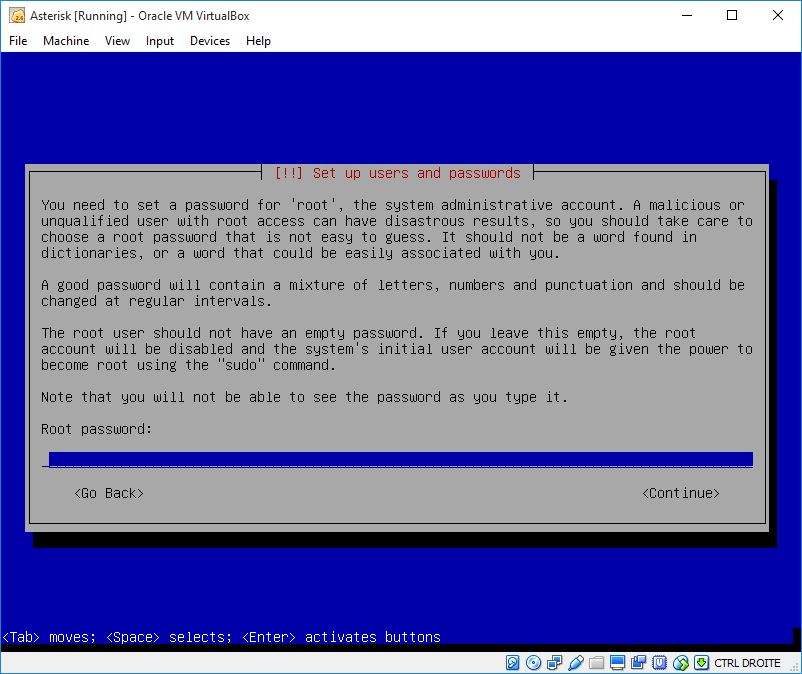 Asterisk [Running] - Oracle VM VirtualBox
File Machine View Input Devices Help
[!!] Set up users and passwords
You need to set a password for 'root', the system administrative account. A malicious or
unqualified user with root access can have disastrous results, so you should take care to
choose a root password that is not easy to guess. It should not be a word found in
dictionaries, or a word that could be easily associated with you.
A good password will contain a mixture of letters, numbers and punctuation and should be
changed at regular intervals.
The root user should not have an empty password. If you leave this empty, the root
account will be disabled and the system's initial user account will be given the power to
become root using the "sudo" command.
Note that you will not be able to see the password as you type it.
Root password:
<Go Back> <Continue>
<Tab> moves; <Space> selects; <Enter> activates buttons
CTRL DROITE